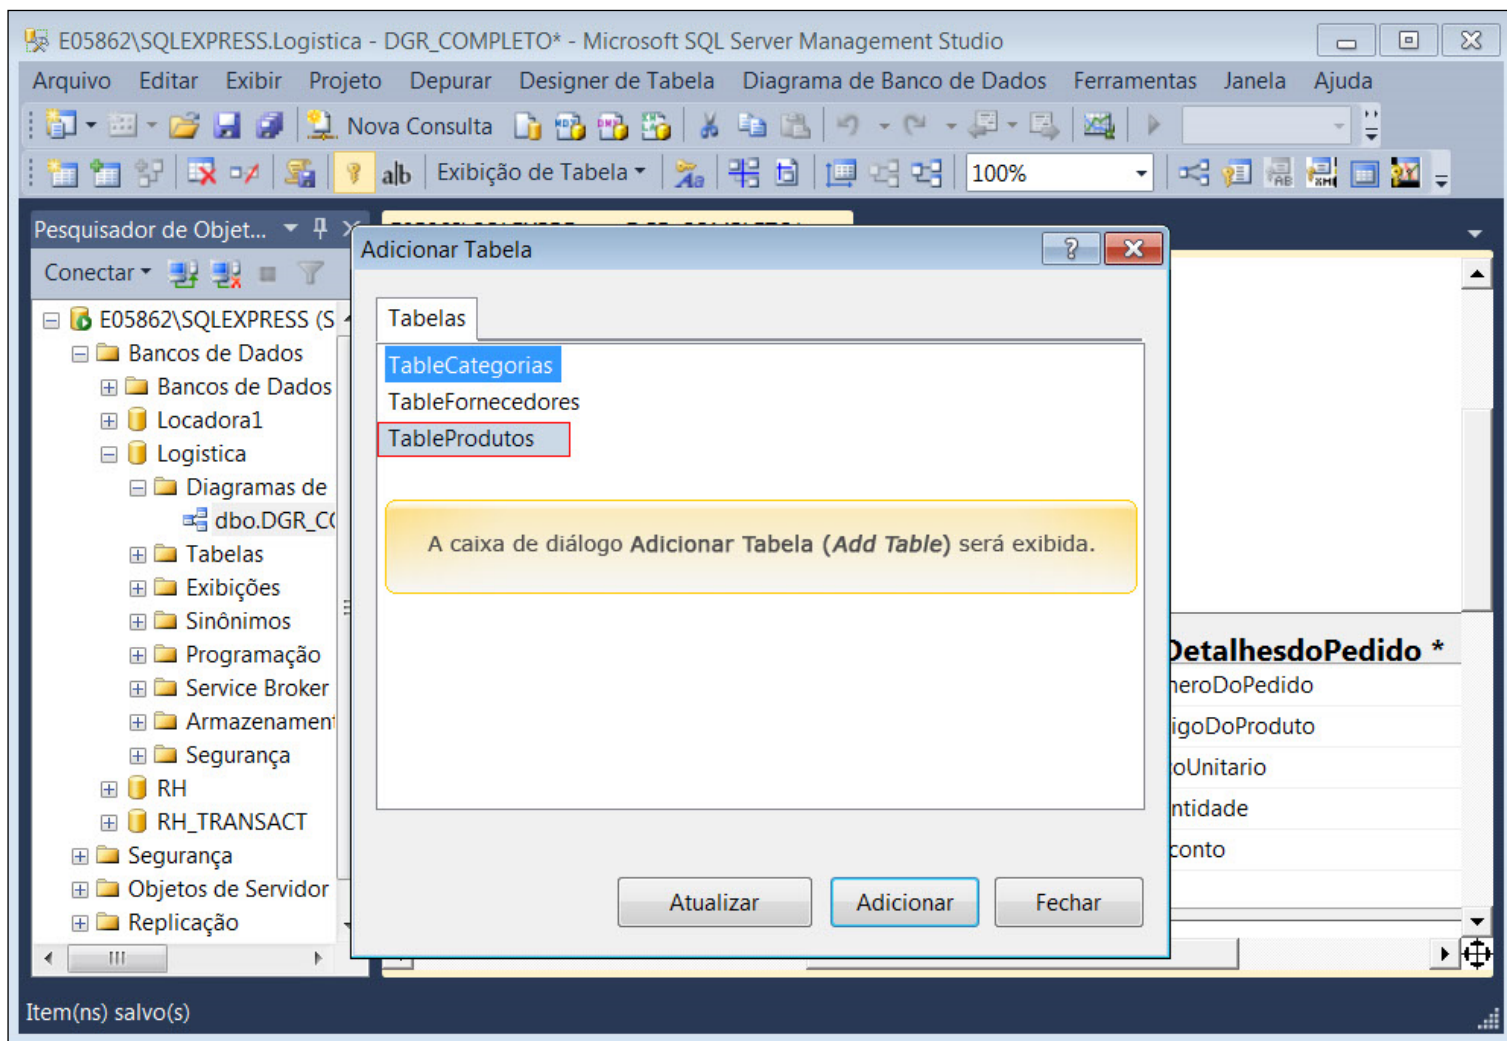 E05862\SQLEXPRESS.Logistica - DGR_COMPLETO* - Microsoft SQL Server Management Studio
Arquivo Editar Exibir Projeto Depurar Designer de Tabela Diagrama de Banco de Dados Ferramentas Janela Ajuda
Nova Consulta
Exibição de Tabela 100%
Pesquisador de Objet...
Conectar
E05862\SQLEXPRESS (S
Bancos de Dados
Bancos de Dados
Locadora1
Logistica
Diagramas de
dbo.DGR_C
Tabelas
Exibições
Sinônimos
Programação
Service Broker
Armazenament
Segurança
RH
RH_TRANSACT
Segurança
Objetos de Servidor
Replicação
Adicionar Tabela
Tabelas
TableCategorias
TableFornecedores
TableProdutos
A caixa de diálogo Adicionar Tabela (Add Table) será exibida.
Atualizar Adicionar Fechar
DetalhesdoPedido *
neroDoPedido
igoDoProduto
oUnitario
ntidade
conto
Item(ns) salvo(s)